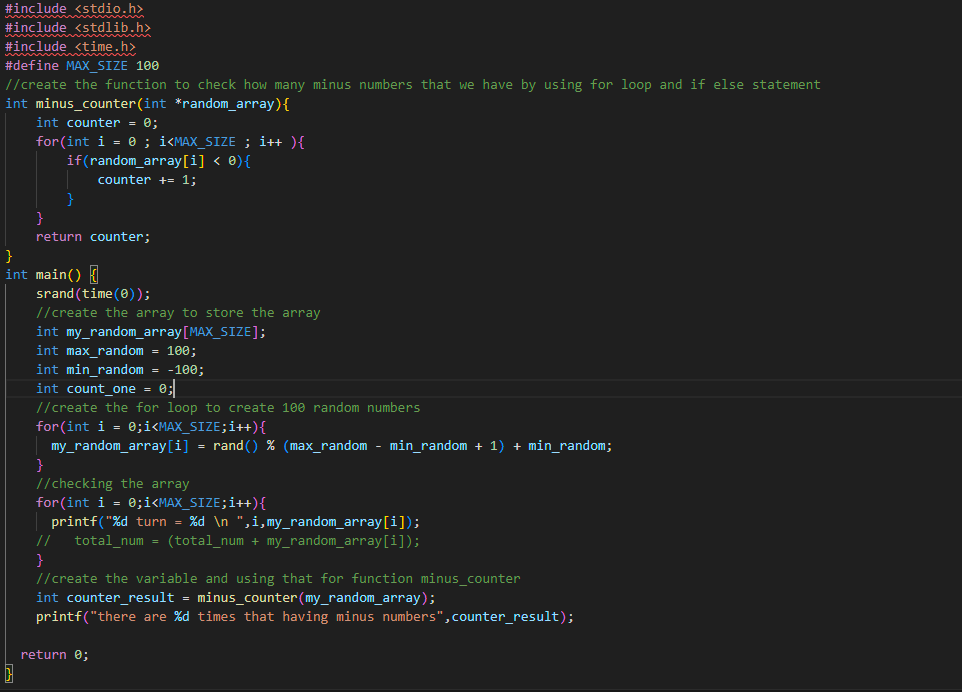 #include <stdio.h>
#include <stdlib.h>
#include <time.h>
#define MAX_SIZE 100
//create the function to check how many minus numbers that we have by using for loop and if else statement
int minus_counter(int *random_array){
    int counter = 0;
    for(int i = 0 ; i<MAX_SIZE ; i++ ){
        if(random_array[i] < 0){
            counter += 1;
        }
    }
    return counter;
}
int main() {
    srand(time(0));
    //create the array to store the array
    int my_random_array[MAX_SIZE];
    int max_random = 100;
    int min_random = -100;
    int count_one = 0;
    //create the for loop to create 100 random numbers
    for(int i = 0;i<MAX_SIZE;i++){
      my_random_array[i] = rand() % (max_random - min_random + 1) + min_random;
    }
    //checking the array
    for(int i = 0;i<MAX_SIZE;i++){
      printf("%d turn = %d \n ",i,my_random_array[i]);
    //   total_num = (total_num + my_random_array[i]);
    }
    //create the variable and using that for function minus_counter
    int counter_result = minus_counter(my_random_array);
    printf("there are %d times that having minus numbers",counter_result);

  return 0;
}